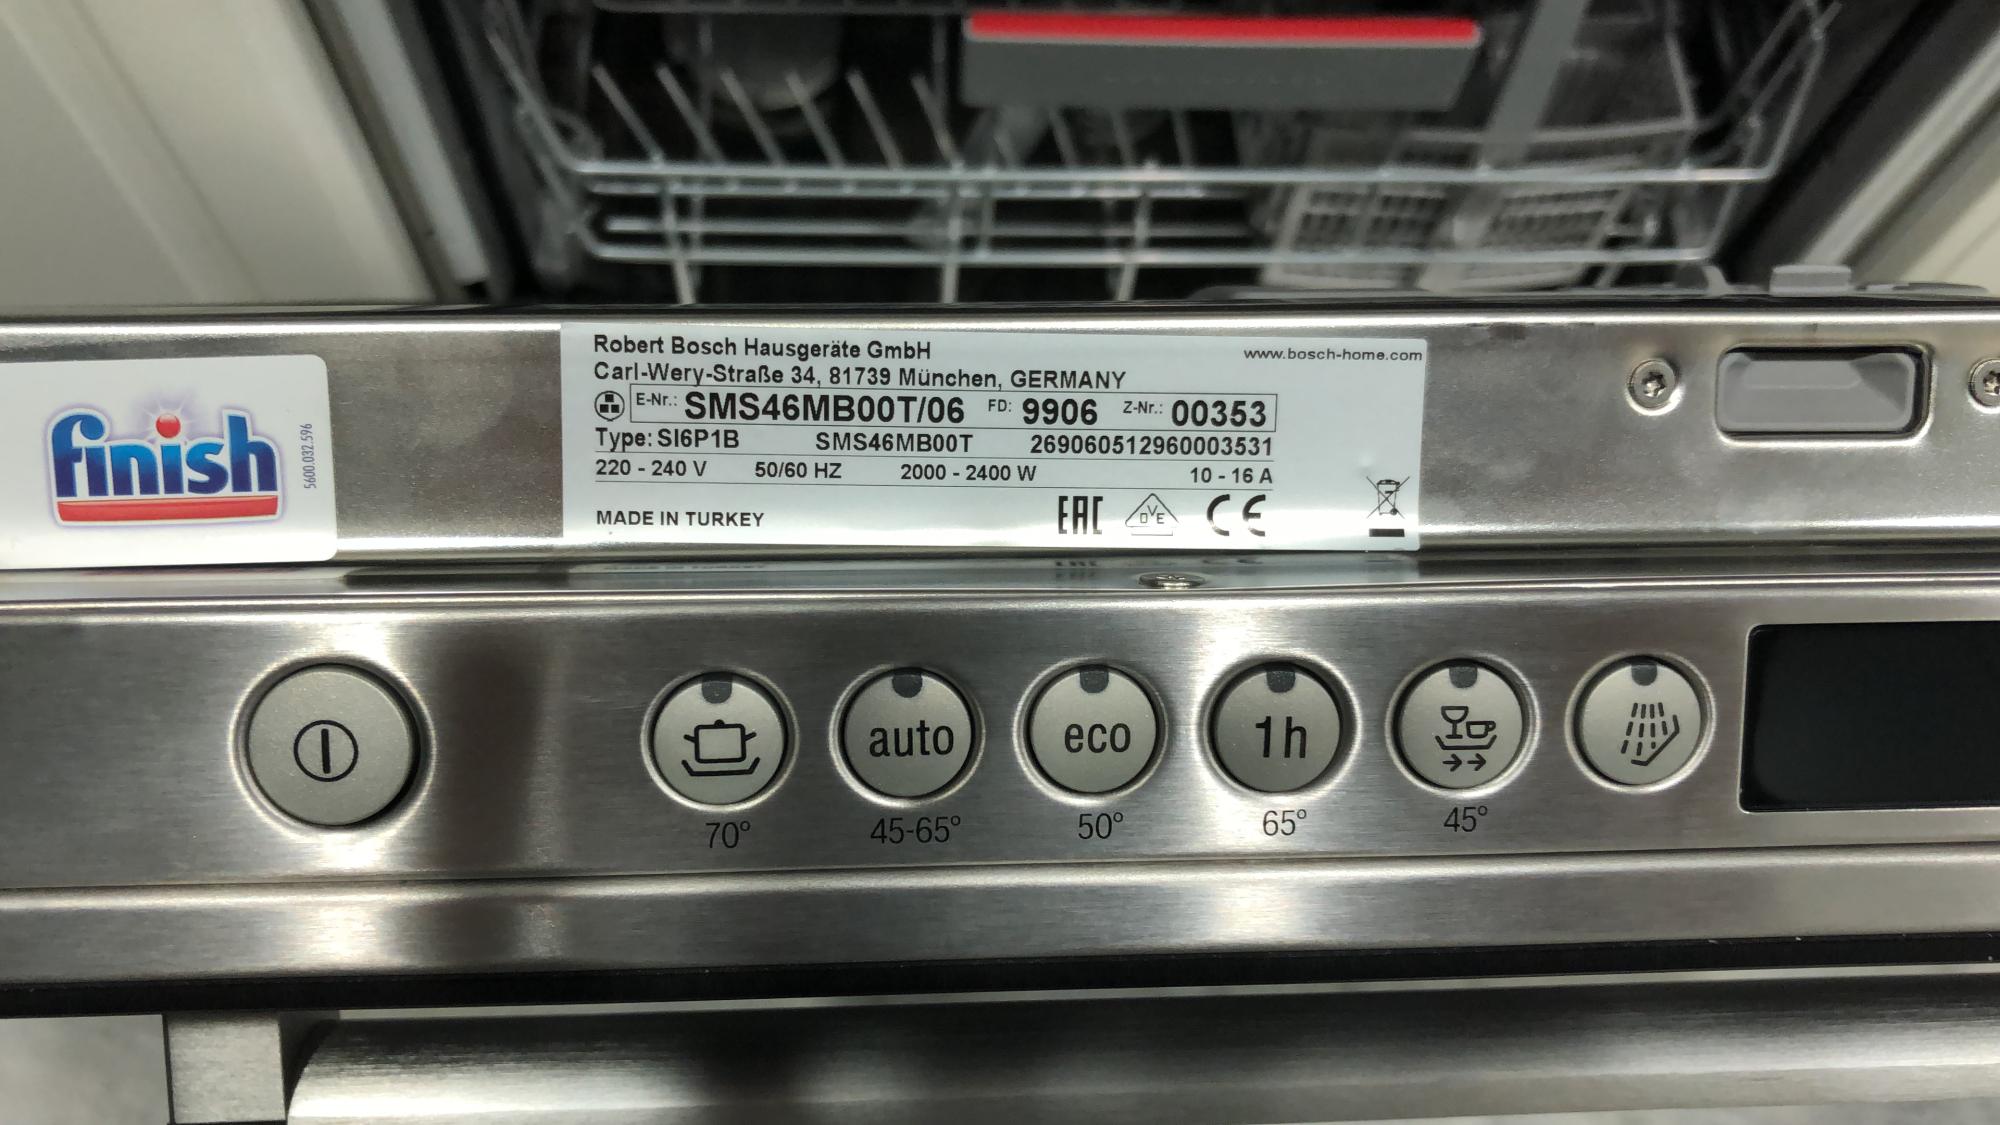 Robert Bosch Hausgeräte GmbH
www.bosch-home.com
Carl-Wery-Straße 34, 81739 München, GERMANY
E-Nr.: SMS46MB00T/06 FD: 9906 Z-Nr.: 00353
Type: SI6P1B SMS46MB00T 269060512960003531
220 - 240 V 50/60 HZ 2000 - 2400 W 10 - 16 A
MADE IN TURKEY
EAC DVE CE
finish
5600.032.596
auto eco 1h
70° 45-65° 50° 65° 45°